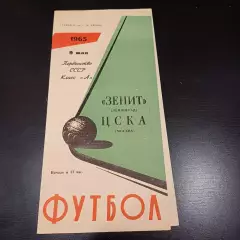 1965
9 мая
Первенство
СССР
Класс «А»
«ЗЕНИТ»
(ЛЕНИНГРАД)
ЦСКА
(МОСКВА)
Начало в 17 час.
ФУТБОЛ